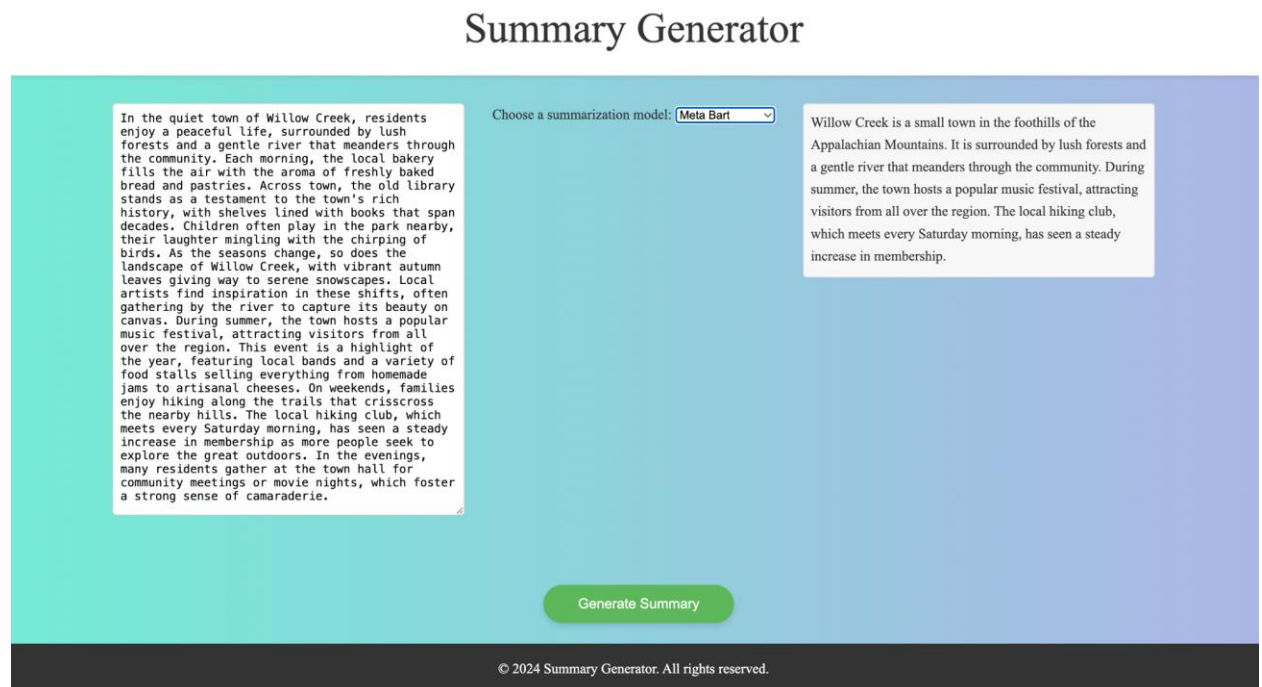 Summary Generator
In the quiet town of Willow Creek, residents
enjoy a peaceful life, surrounded by lush
forests and a gentle river that meanders through
the community. Each morning, the local bakery
fills the air with the aroma of freshly baked
bread and pastries. Across town, the old library
stands as a testament to the town's rich
history, with shelves lined with books that span
decades. Children often play in the park nearby,
their laughter mingling with the chirping of
birds. As the seasons change, so does the
landscape of Willow Creek, with vibrant autumn
leaves giving way to serene snowscapes. Local
artists find inspiration in these shifts, often
gathering by the river to capture its beauty on
canvas. During summer, the town hosts a popular
music festival, attracting visitors from all
over the region. This event is a highlight of
the year, featuring local bands and a variety of
food stalls selling everything from homemade
jams to artisanal cheeses. On weekends, families
enjoy hiking along the trails that crisscross
the nearby hills. The local hiking club, which
meets every Saturday morning, has seen a steady
increase in membership as more people seek to
explore the great outdoors. In the evenings,
many residents gather at the town hall for
community meetings or movie nights, which foster
a strong sense of camaraderie.
Choose a summarization model: Meta Bart
Willow Creek is a small town in the foothills of the
Appalachian Mountains. It is surrounded by lush forests and
a gentle river that meanders through the community. During
summer, the town hosts a popular music festival, attracting
visitors from all over the region. The local hiking club,
which meets every Saturday morning, has seen a steady
increase in membership.
Generate Summary
© 2024 Summary Generator. All rights reserved.